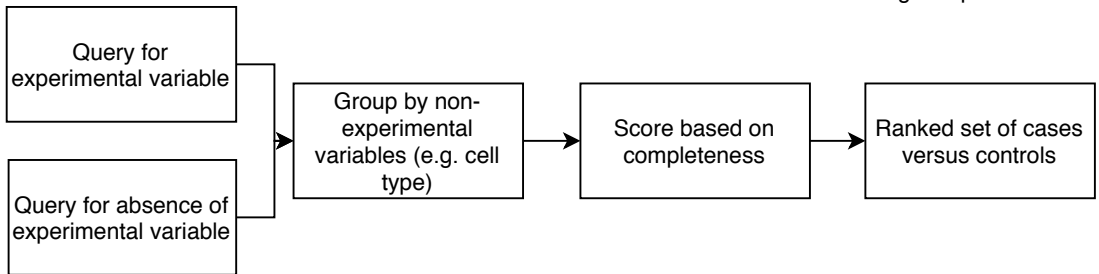 Query for
experimental variable
Query for absence of
experimental variable
Group by non-
experimental
variables (e.g. cell
type)
Score based on
completeness
Ranked set of cases
versus controls